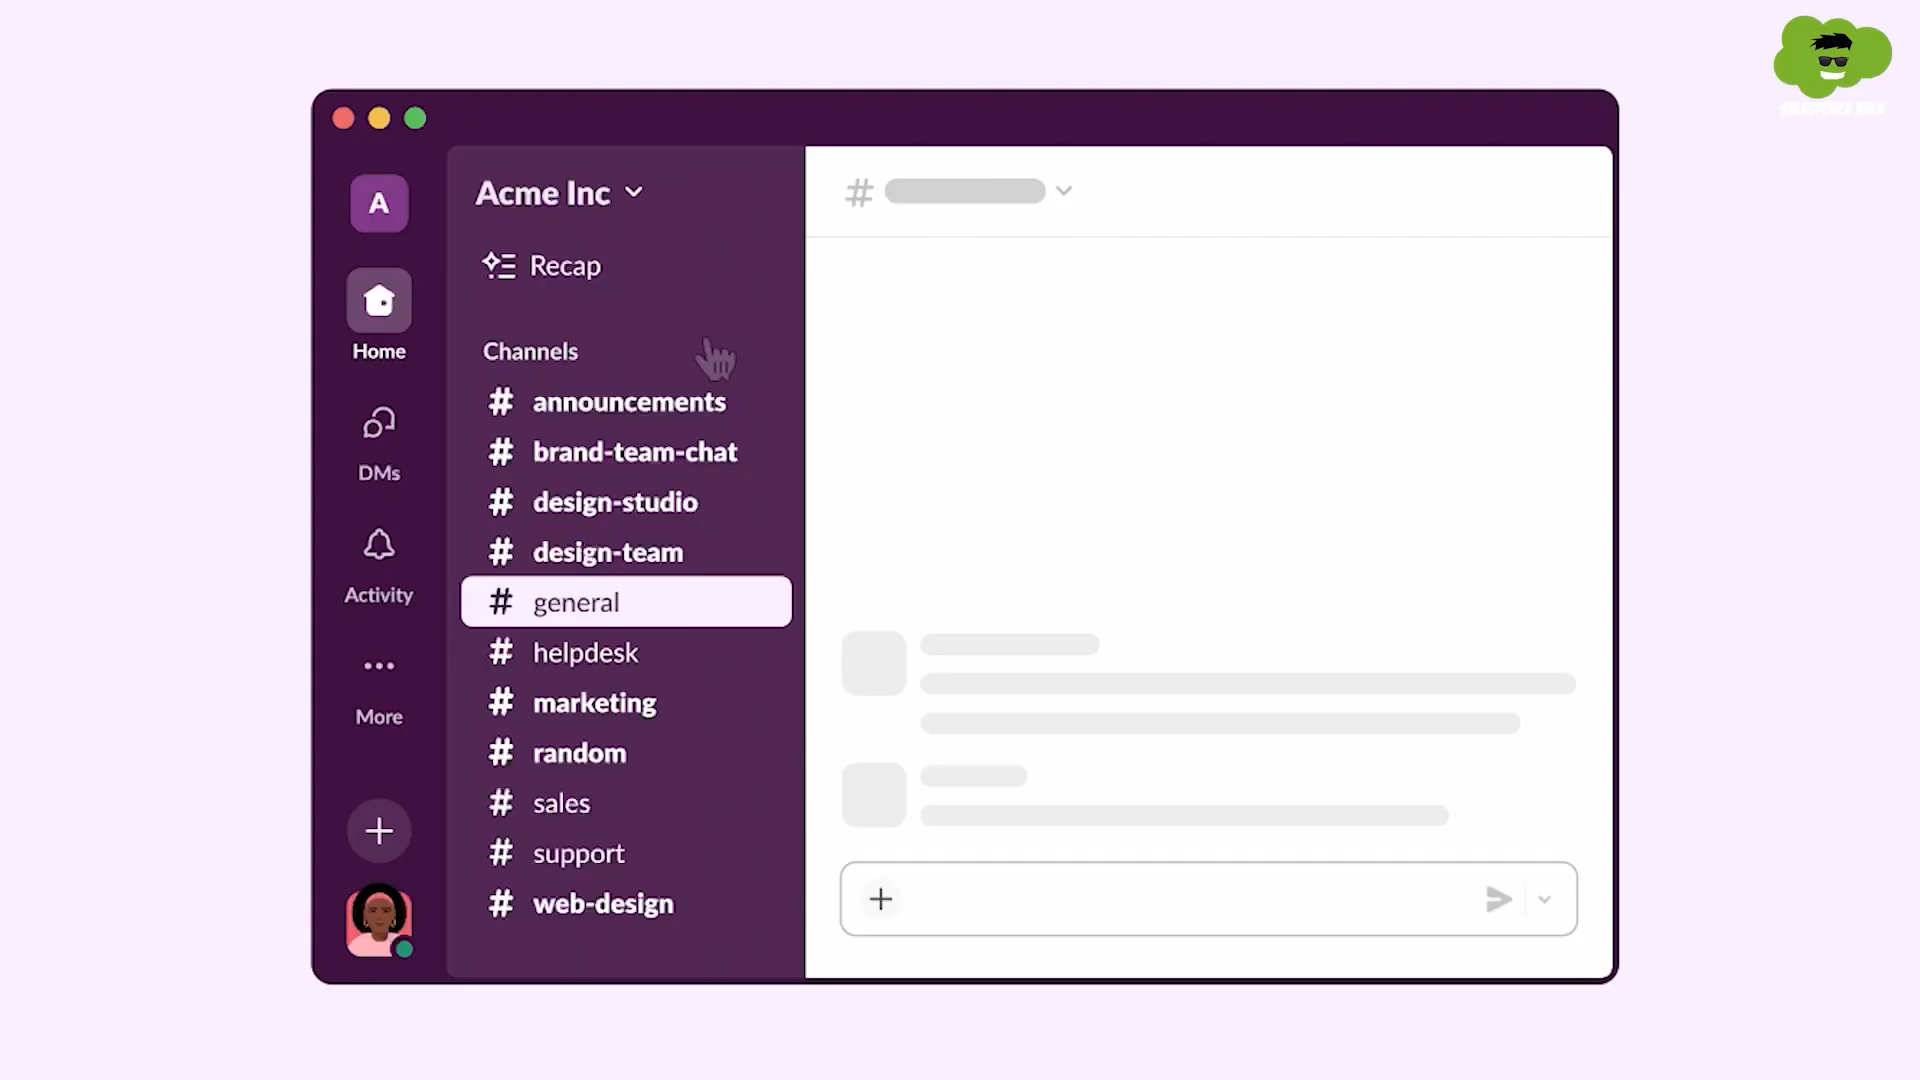 A
Acme Inc
Recap
Home
Channels
# announcements
# brand-team-chat
DMs
# design-studio
# design-team
Activity
# general
# helpdesk
# marketing
More
# random
# sales
# support
# web-design
#